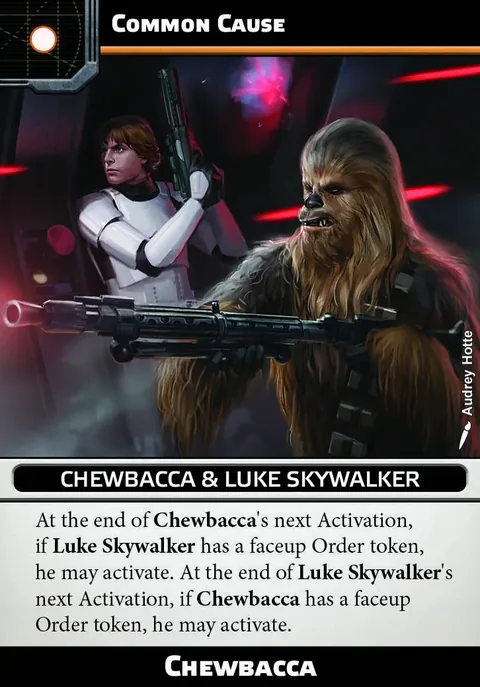 Common Cause
Audrey Hotte
CHEWBACCA & LUKE SKYWALKER
At the end of Chewbacca's next Activation,
if Luke Skywalker has a faceup Order token,
he may activate. At the end of Luke Skywalker's
next Activation, if Chewbacca has a faceup
Order token, he may activate.
Chewbacca